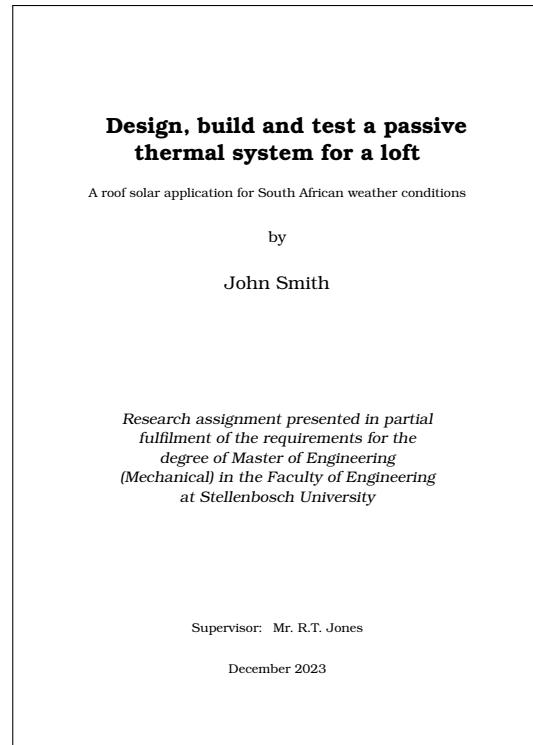 Design, build and test a passive
thermal system for a loft
A roof solar application for South African weather conditions
by
John Smith
Research assignment presented in partial
fulfilment of the requirements for the
degree of Master of Engineering
(Mechanical) in the Faculty of Engineering
at Stellenbosch University
Supervisor: Mr. R.T. Jones
December 2023